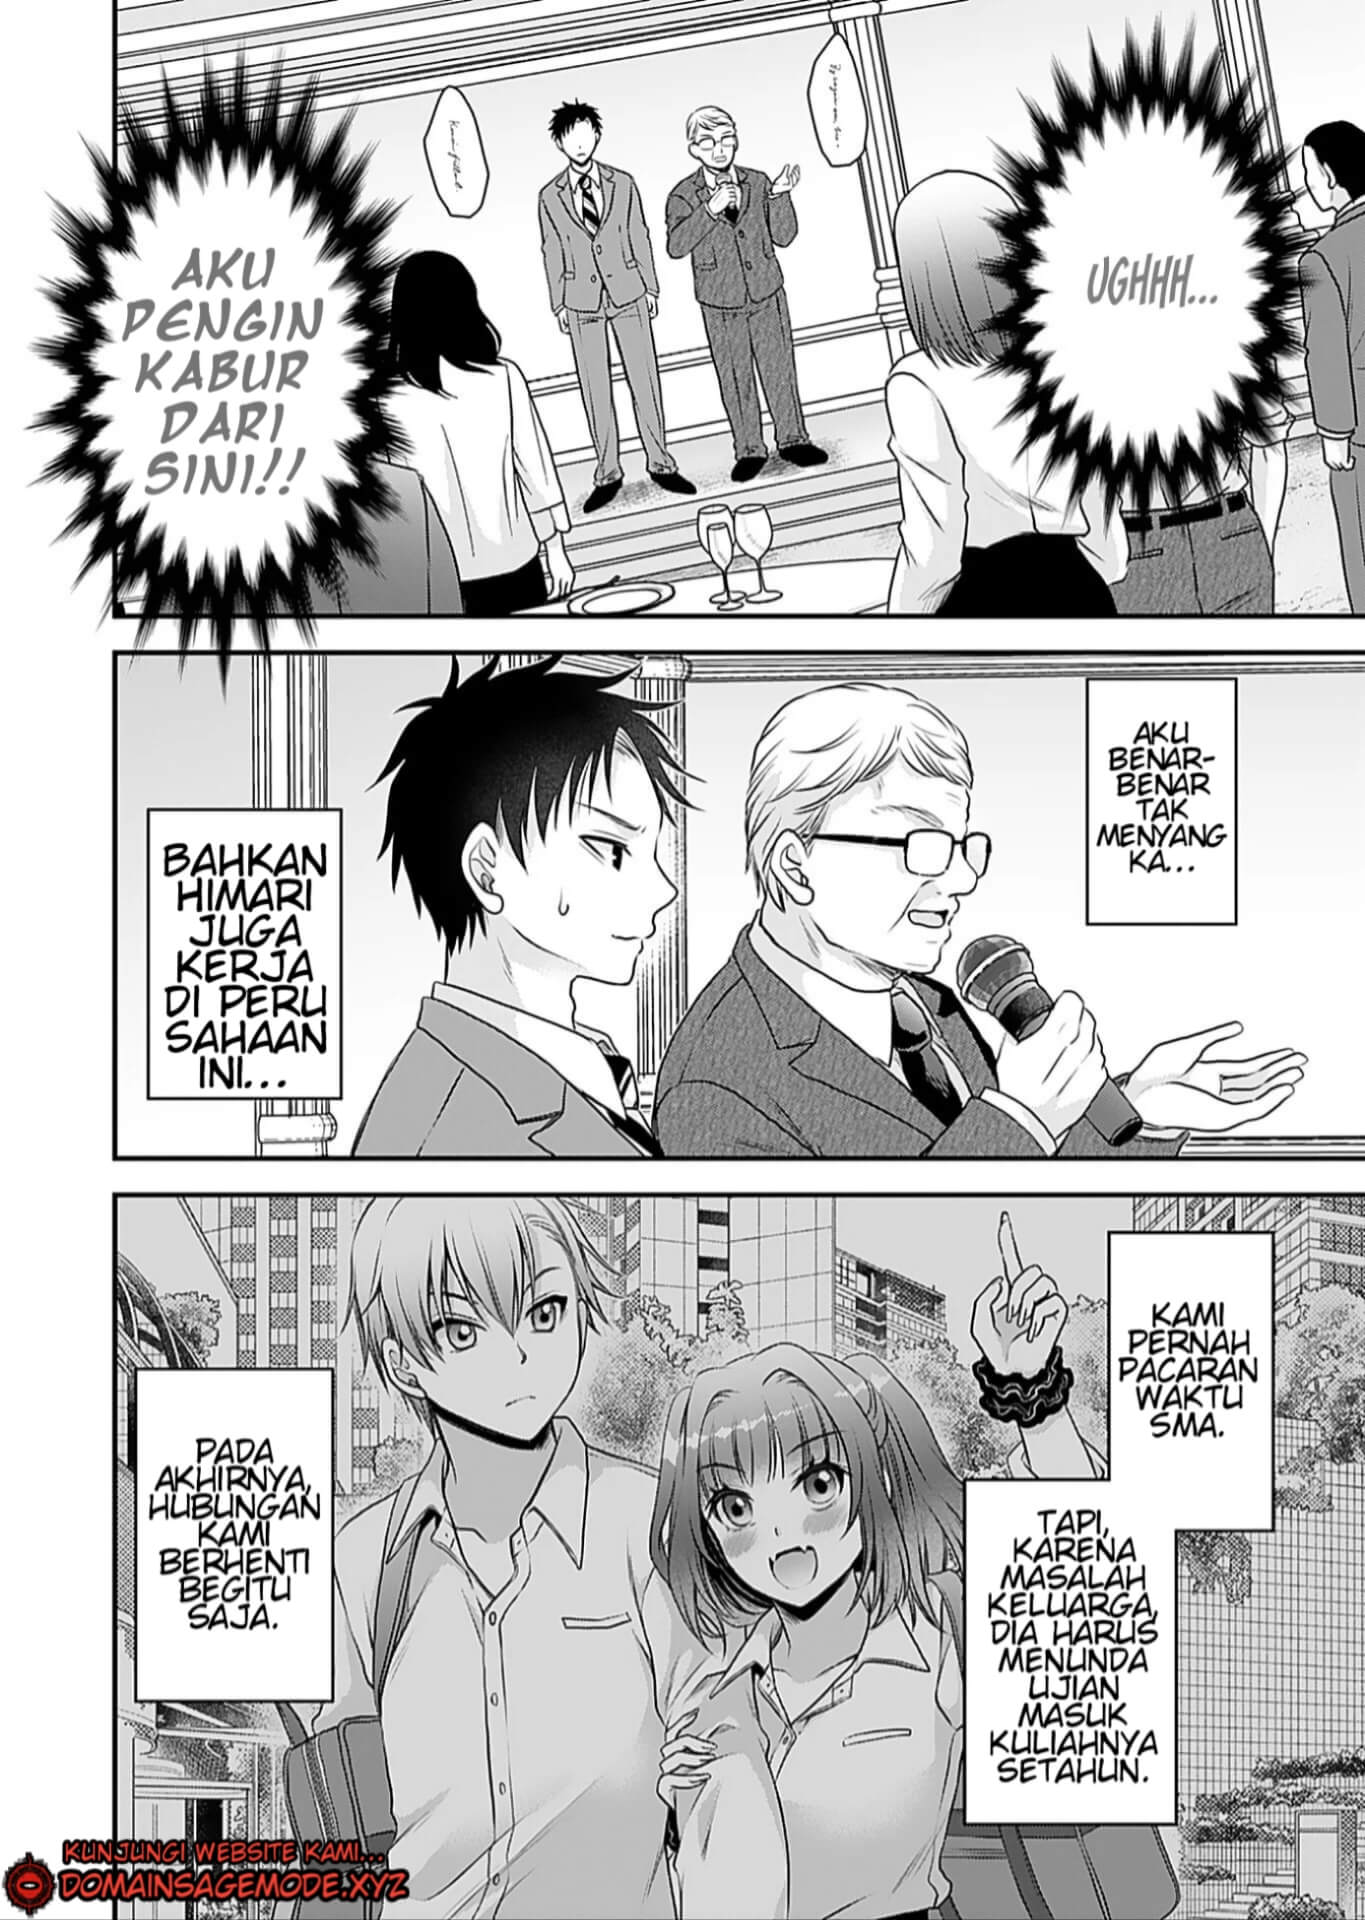 UGHHH...
AKU
PENGIN
KABUR
DARI
SINI!!
AKU
BENAR-
BENAR
TAK
MENYANG
KA...
BAHKAN
HIMARI
JUGA
KERJA
DI PERU
SAHAAN
INI...
KAMI
PERNAH
PACARAN
WAKTU
SMA.
TAPI,
KARENA
MASALAH
KELUARGA,
DIA HARUS
MENUNDA
UJIAN
MASUK
KULIAHNYA
SETAHUN.
PADA
AKHIRNYA,
HUBUNGAN
KAMI
BERHENTI
BEGITU
SAJA.
KUNJUNGI WEBSITE KAMI...
DOMAINSAGEMODE.XYZ